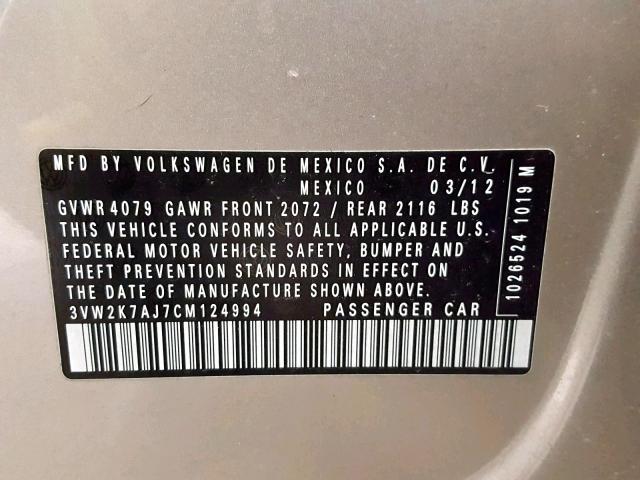 MFD BY VOLKSWAGEN DE MEXICO S.A. DE C.V.
MEXICO 03/12
GVWR 4079 GAWR FRONT 2072 / REAR 2116 LBS
THIS VEHICLE CONFORMS TO ALL APPLICABLE U.S.
FEDERAL MOTOR VEHICLE SAFETY, BUMPER AND
THEFT PREVENTION STANDARDS IN EFFECT ON
THE DATE OF MANUFACTURE SHOWN ABOVE.
3VW2K7AJ7CM124994 PASSENGER CAR
1026524 1019 M